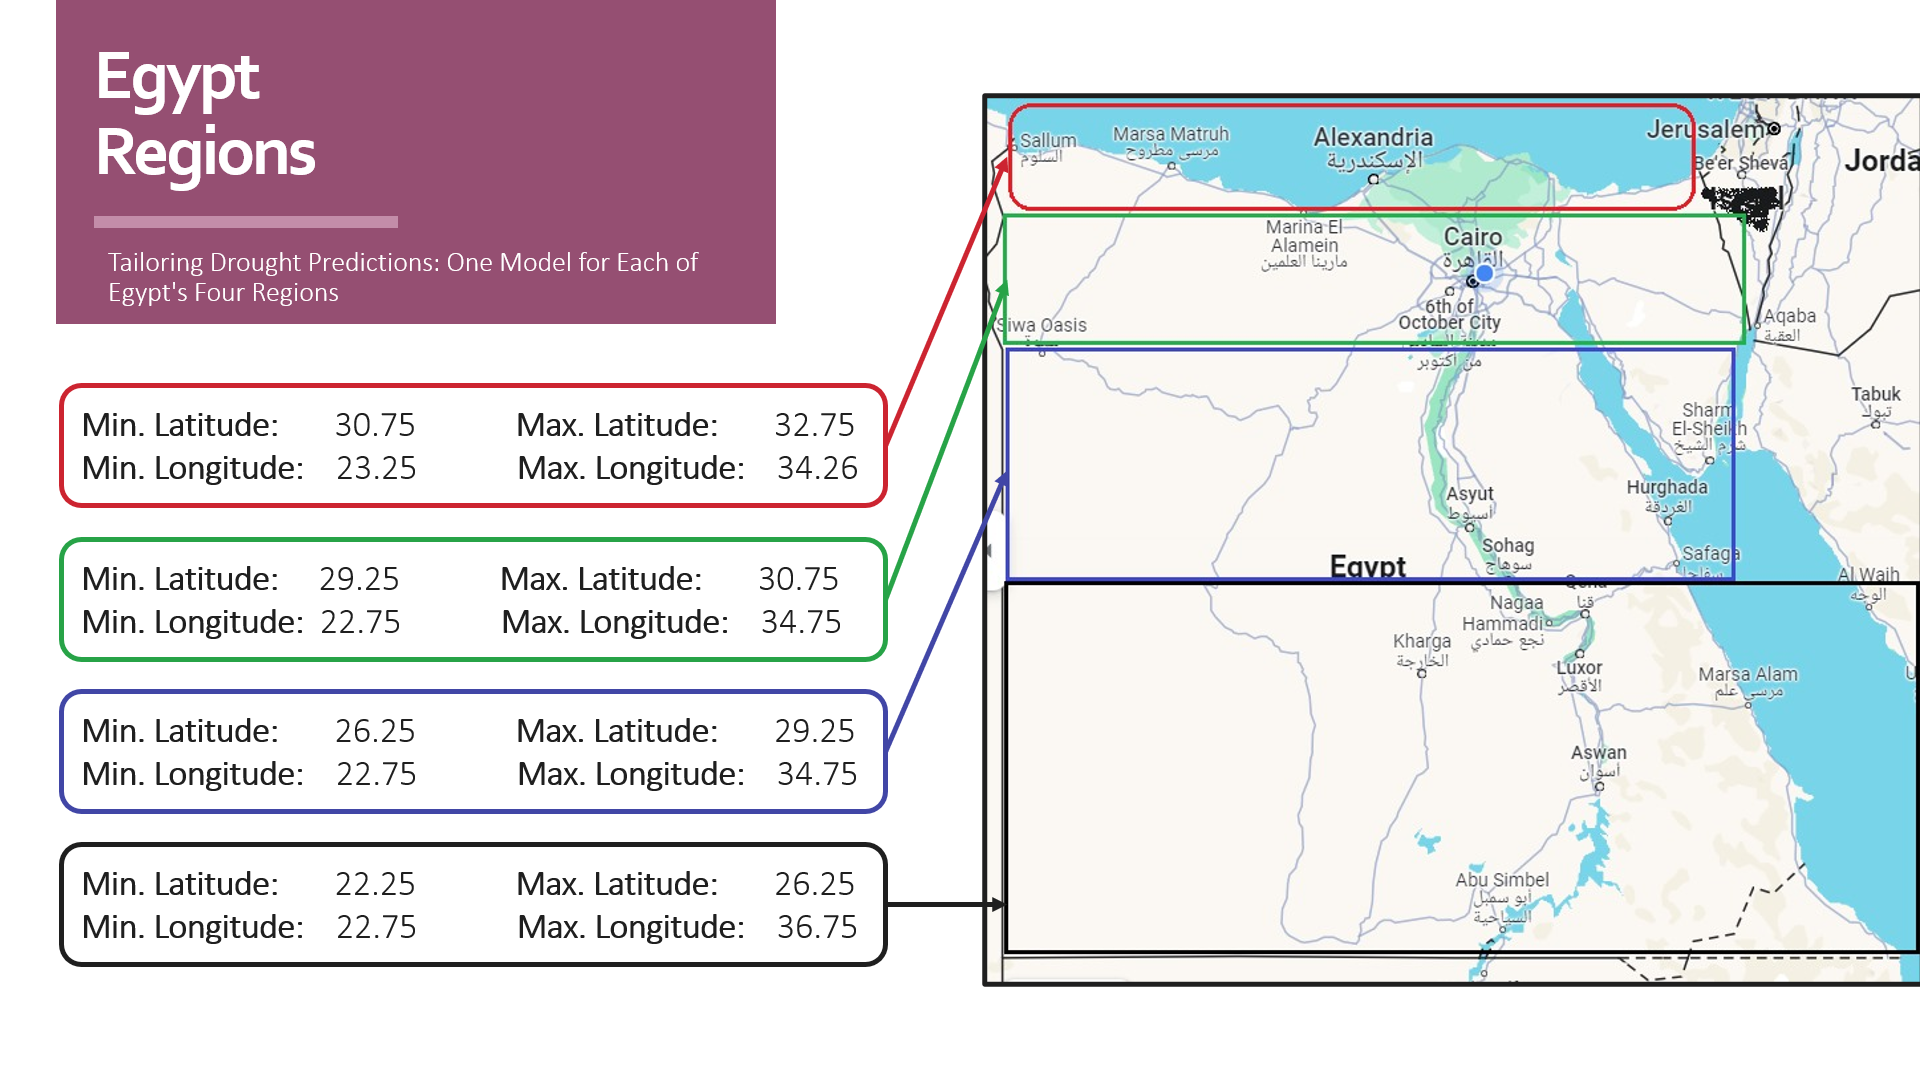 Egypt
Regions
Tailoring Drought Predictions: One Model for Each of
Egypt's Four Regions
Min. Latitude: 30.75 Max. Latitude: 32.75
Min. Longitude: 23.25 Max. Longitude: 34.26
Min. Latitude: 29.25 Max. Latitude: 30.75
Min. Longitude: 22.75 Max. Longitude: 34.75
Min. Latitude: 26.25 Max. Latitude: 29.25
Min. Longitude: 22.75 Max. Longitude: 34.75
Min. Latitude: 22.25 Max. Latitude: 26.25
Min. Longitude: 22.75 Max. Longitude: 36.75
Sallum
السلوم
Marsa Matruh
مرسى مطروح
Alexandria
الإسكندرية
Jerusalem
Be'er Sheva
Jorda
Marina El
Alamein
مارينا العلمين
Cairo
القاهرة
6th of
October City
من أكتوبر
Siwa Oasis
Aqaba
العقبة
Tabuk
تبوك
Sharm
El-Sheikh
شرم الشيخ
Hurghada
الغردقة
Asyut
أسيوط
Sohag
سوهاج
Safaga
سفاجا
Egypt
Al Wajh
الوجه
Qena
قنا
Nagaa
Hammadi
نجع حمادي
Kharga
الخارجة
Luxor
الأقصر
Marsa Alam
مرسى علم
Aswan
أسوان
Abu Simbel
أبو سمبل
السياحية